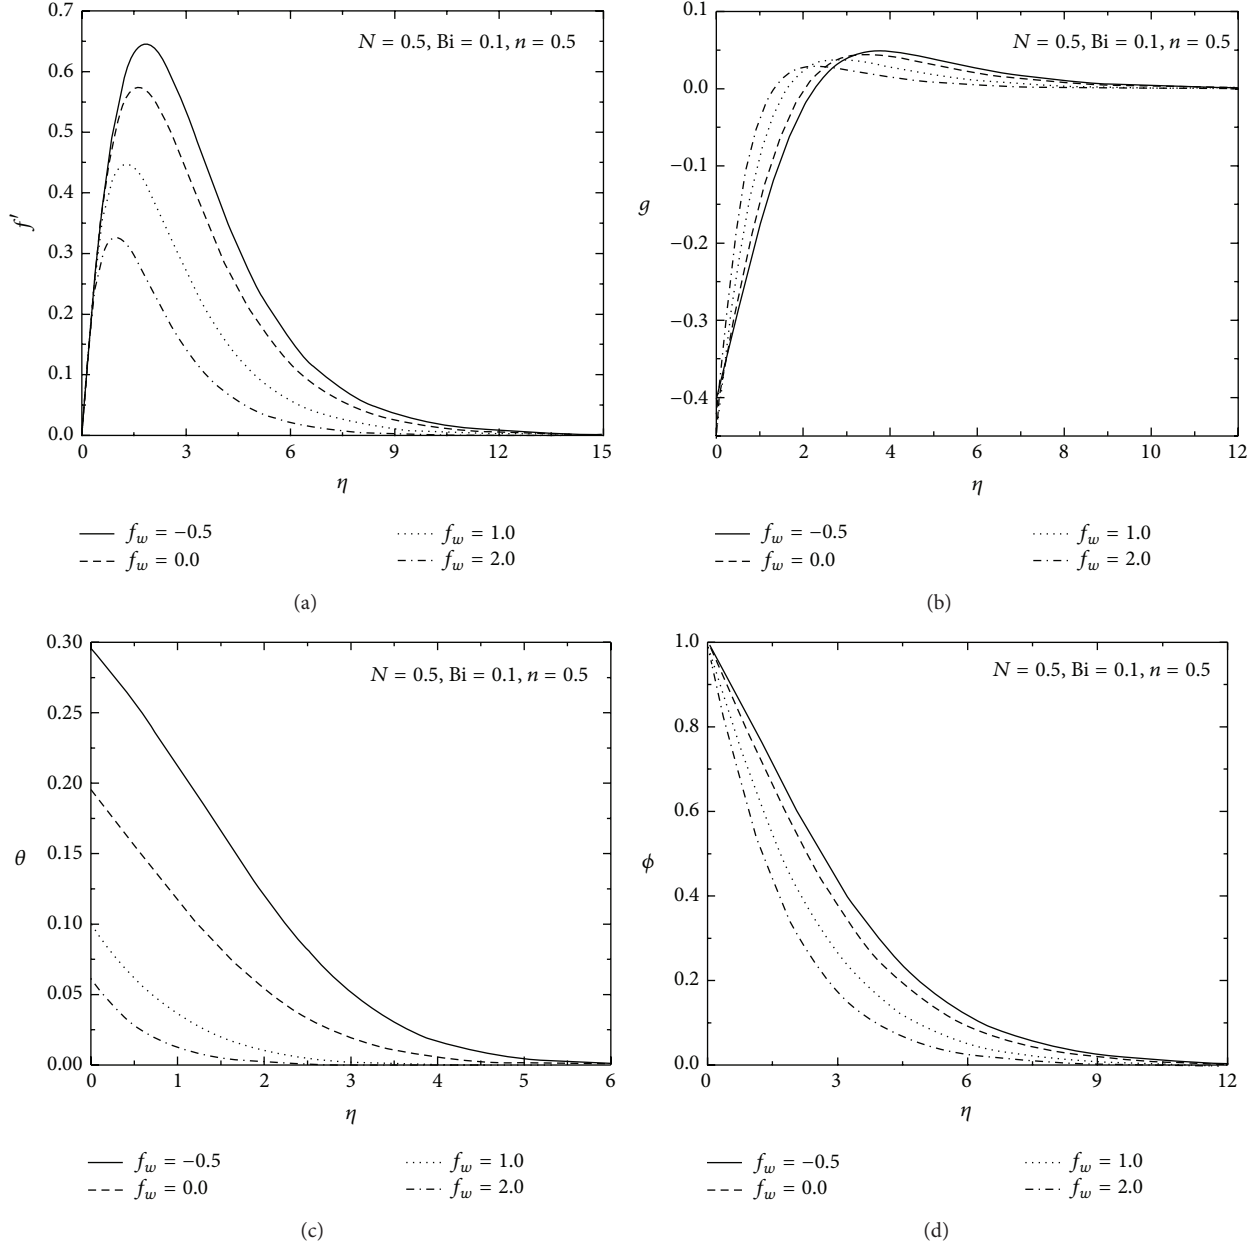 0.7
0.6
0.5
0.4
0.3
0.2
0.1
0.0
f′
N = 0.5, Bi = 0.1, n = 0.5
0 3 6 9 12 15
η
f_w = −0.5
f_w = 0.0
f_w = 1.0
f_w = 2.0
(a)
0.1
0.0
−0.1
−0.2
−0.3
−0.4
g
N = 0.5, Bi = 0.1, n = 0.5
0 2 4 6 8 10 12
η
f_w = −0.5
f_w = 0.0
f_w = 1.0
f_w = 2.0
(b)
0.30
0.25
0.20
0.15
0.10
0.05
0.00
θ
N = 0.5, Bi = 0.1, n = 0.5
0 1 2 3 4 5 6
η
f_w = −0.5
f_w = 0.0
f_w = 1.0
f_w = 2.0
(c)
1.0
0.8
0.6
0.4
0.2
0.0
ϕ
N = 0.5, Bi = 0.1, n = 0.5
0 3 6 9 12
η
f_w = −0.5
f_w = 0.0
f_w = 1.0
f_w = 2.0
(d)